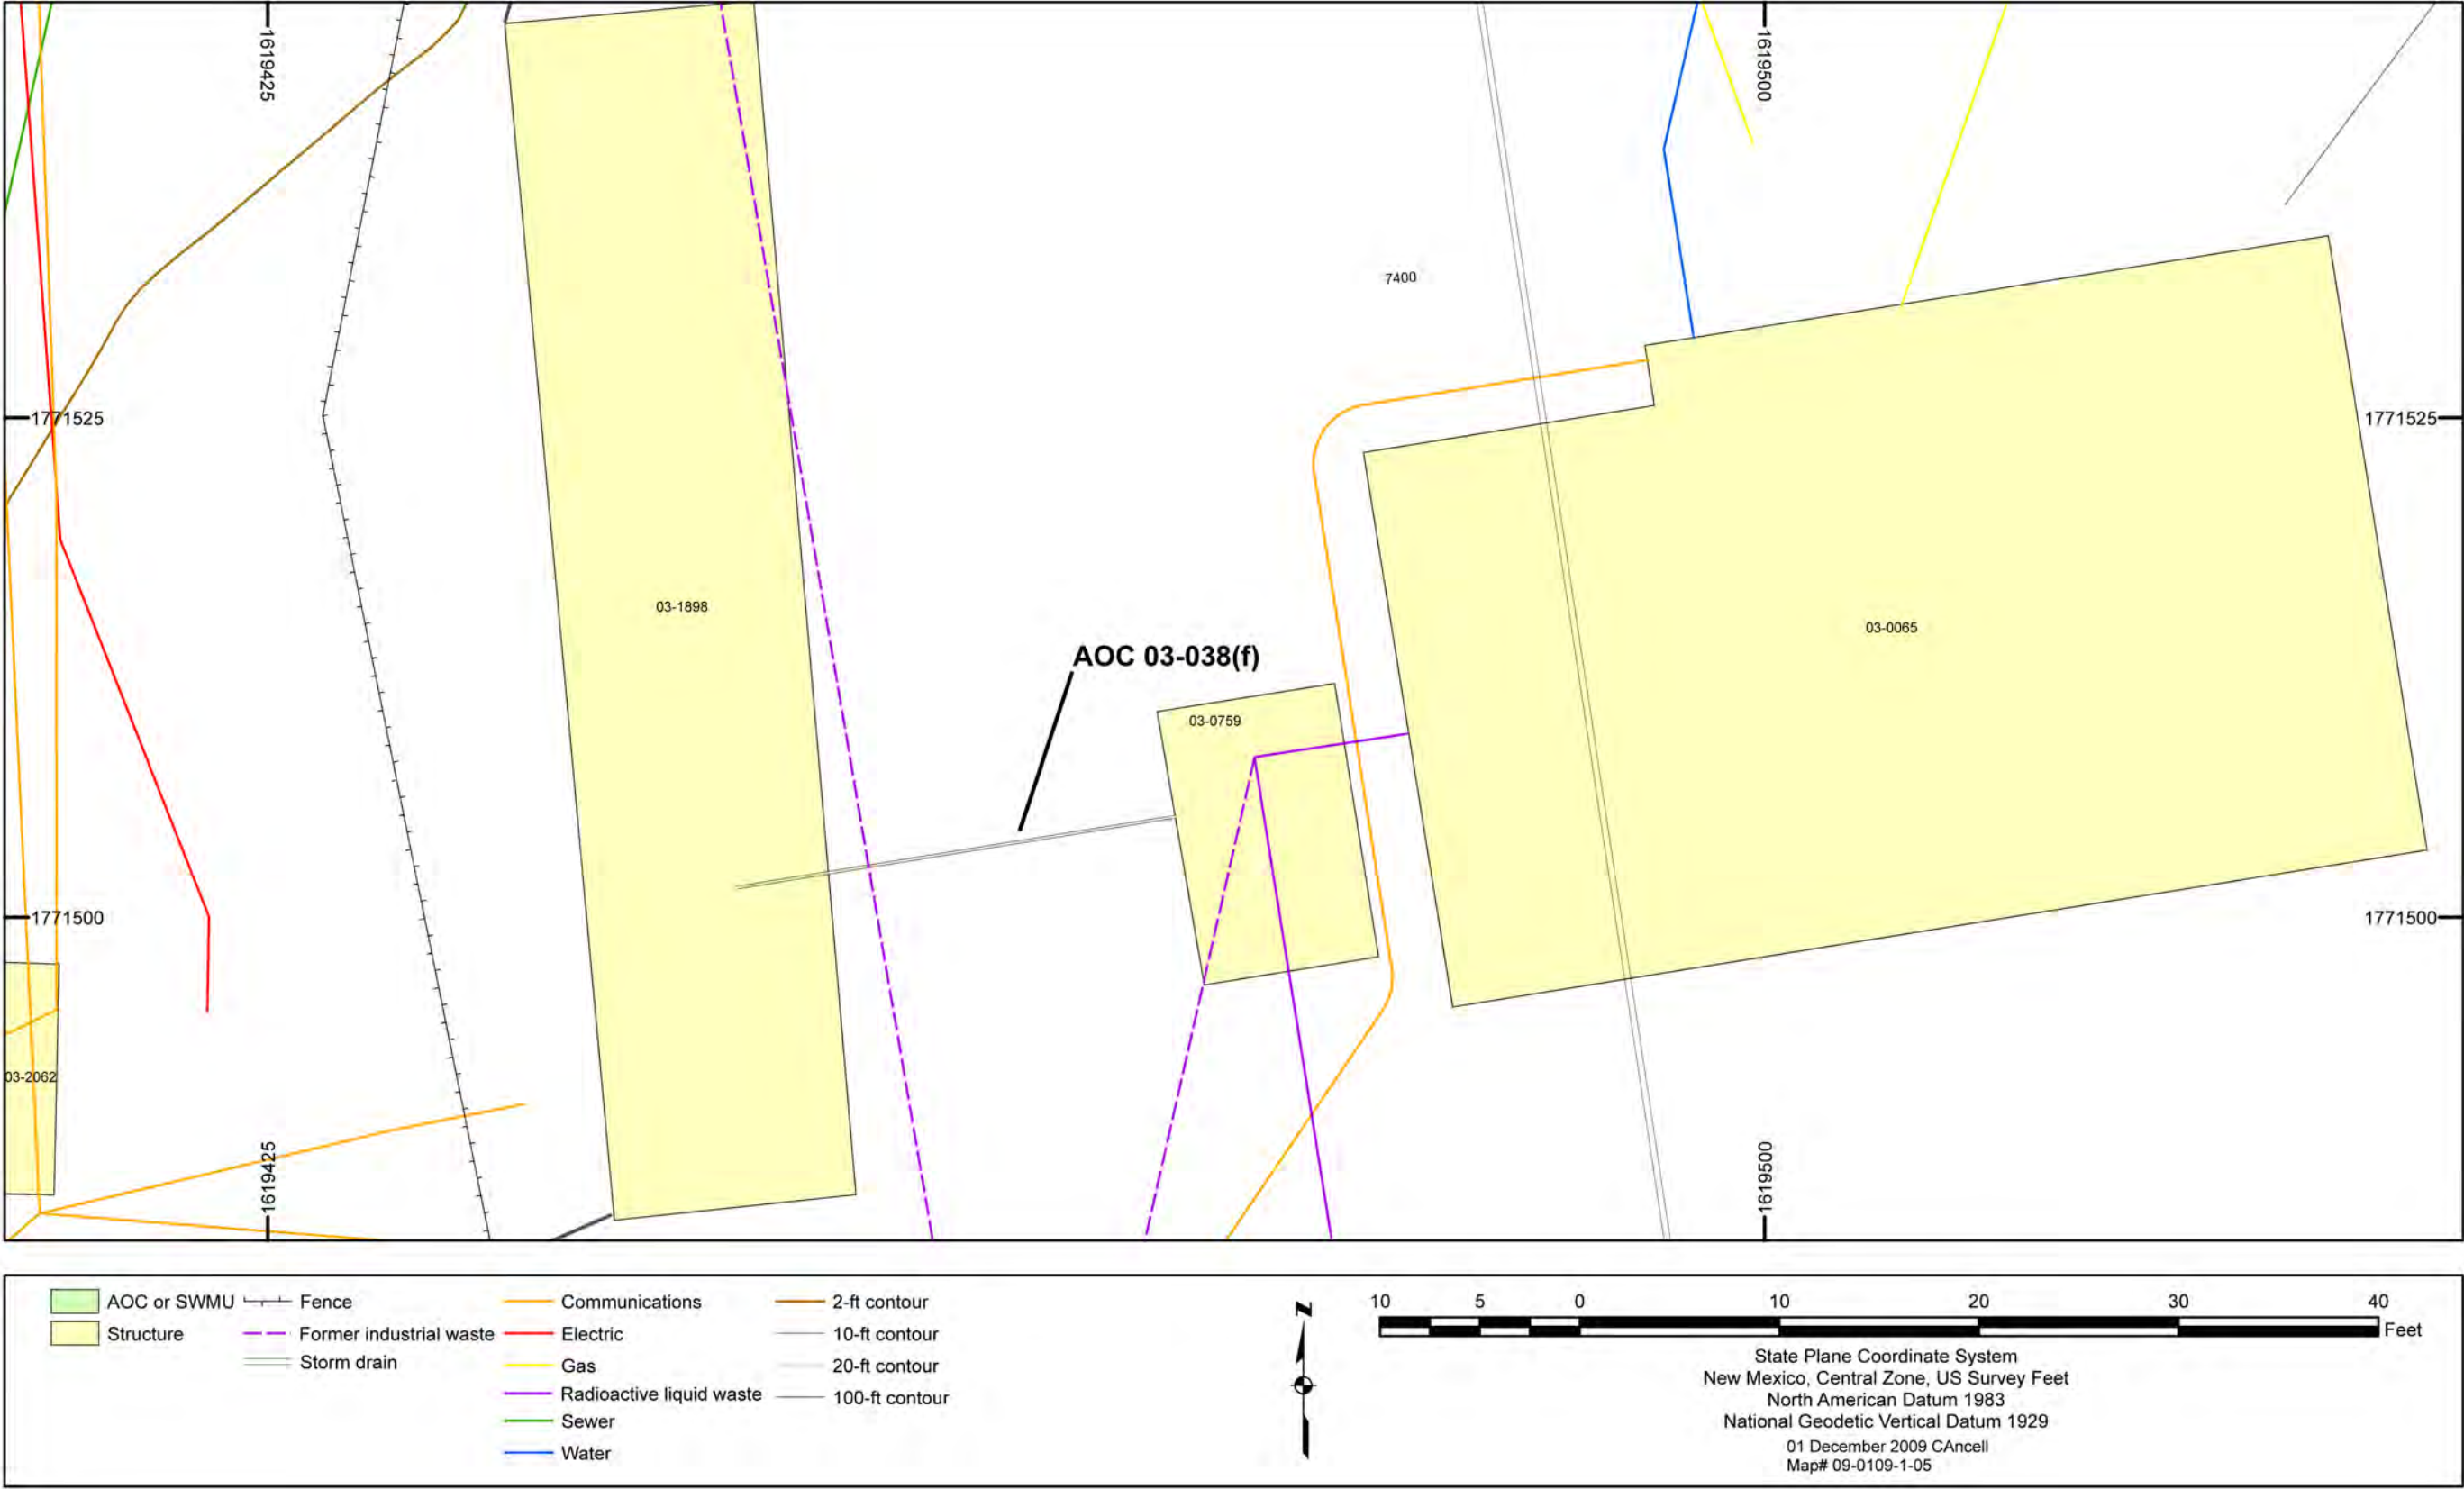 1619425
1619500
7400
1771525
1771525
03-1898
03-0065
AOC 03-038(f)
03-0759
1771500
1771500
03-2062
1619425
1619500
AOC or SWMU
Structure
Fence
Former industrial waste
Storm drain
Communications
Electric
Gas
Radioactive liquid waste
Sewer
Water
2-ft contour
10-ft contour
20-ft contour
100-ft contour
N
10 5 0 10 20 30 40
Feet
State Plane Coordinate System
New Mexico, Central Zone, US Survey Feet
North American Datum 1983
National Geodetic Vertical Datum 1929
01 December 2009 CAncell
Map# 09-0109-1-05